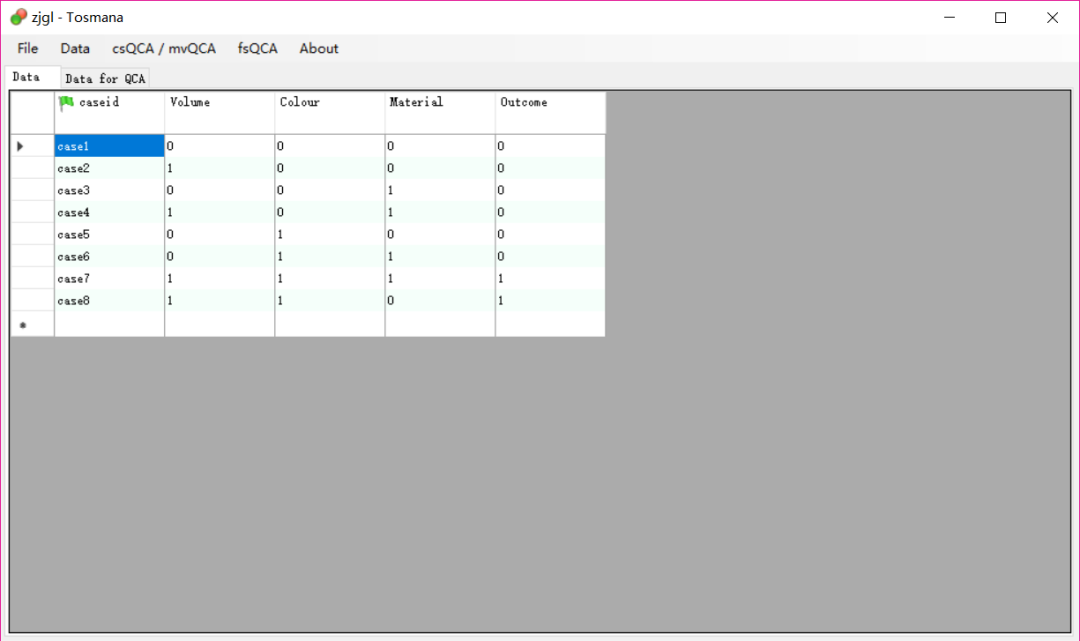 zjgl - Tosmana
File Data csQCA / mvQCA fsQCA About
Data Data for QCA
caseid Volume Colour Material Outcome
case1 0 0 0 0
case2 1 0 0 0
case3 0 0 1 0
case4 1 0 1 0
case5 0 1 0 0
case6 0 1 1 0
case7 1 1 1 1
case8 1 1 0 1